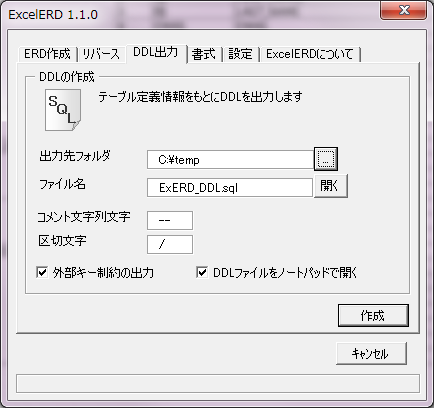 ExcelERD 1.1.0
ERD作成 リバース DDL出力 書式 設定 ExcelERDについて
DDLの作成
SQL
テーブル定義情報をもとにDDLを出力します
出力先フォルダ C:¥temp ...
ファイル名 ExERD_DDL.sql 開く
コメント文字列文字 --
区切文字 /
外部キー制約の出力 DDLファイルをノートパッドで開く
作成
キャンセル